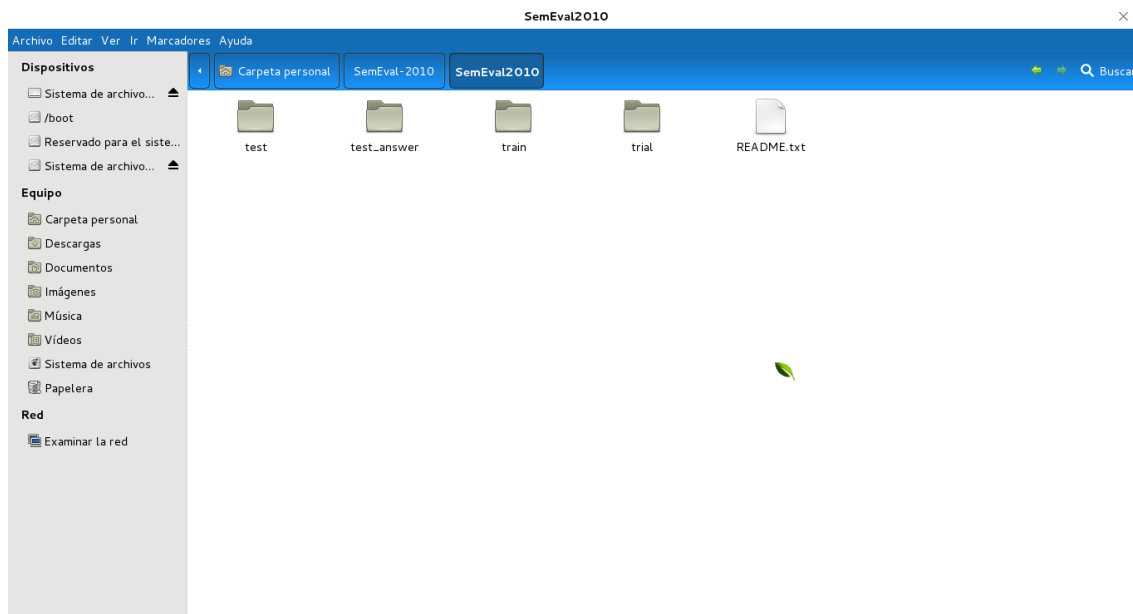 SemEval2010
Archivo Editar Ver Ir Marcadores Ayuda
Dispositivos
Sistema de archivo...
/boot
Reservado para el siste...
Sistema de archivo...
Equipo
Carpeta personal
Descargas
Documentos
Imágenes
Música
Vídeos
Sistema de archivos
Papelera
Red
Examinar la red
Carpeta personal SemEval-2010 SemEval2010 Buscar
test test_answer train trial README.txt